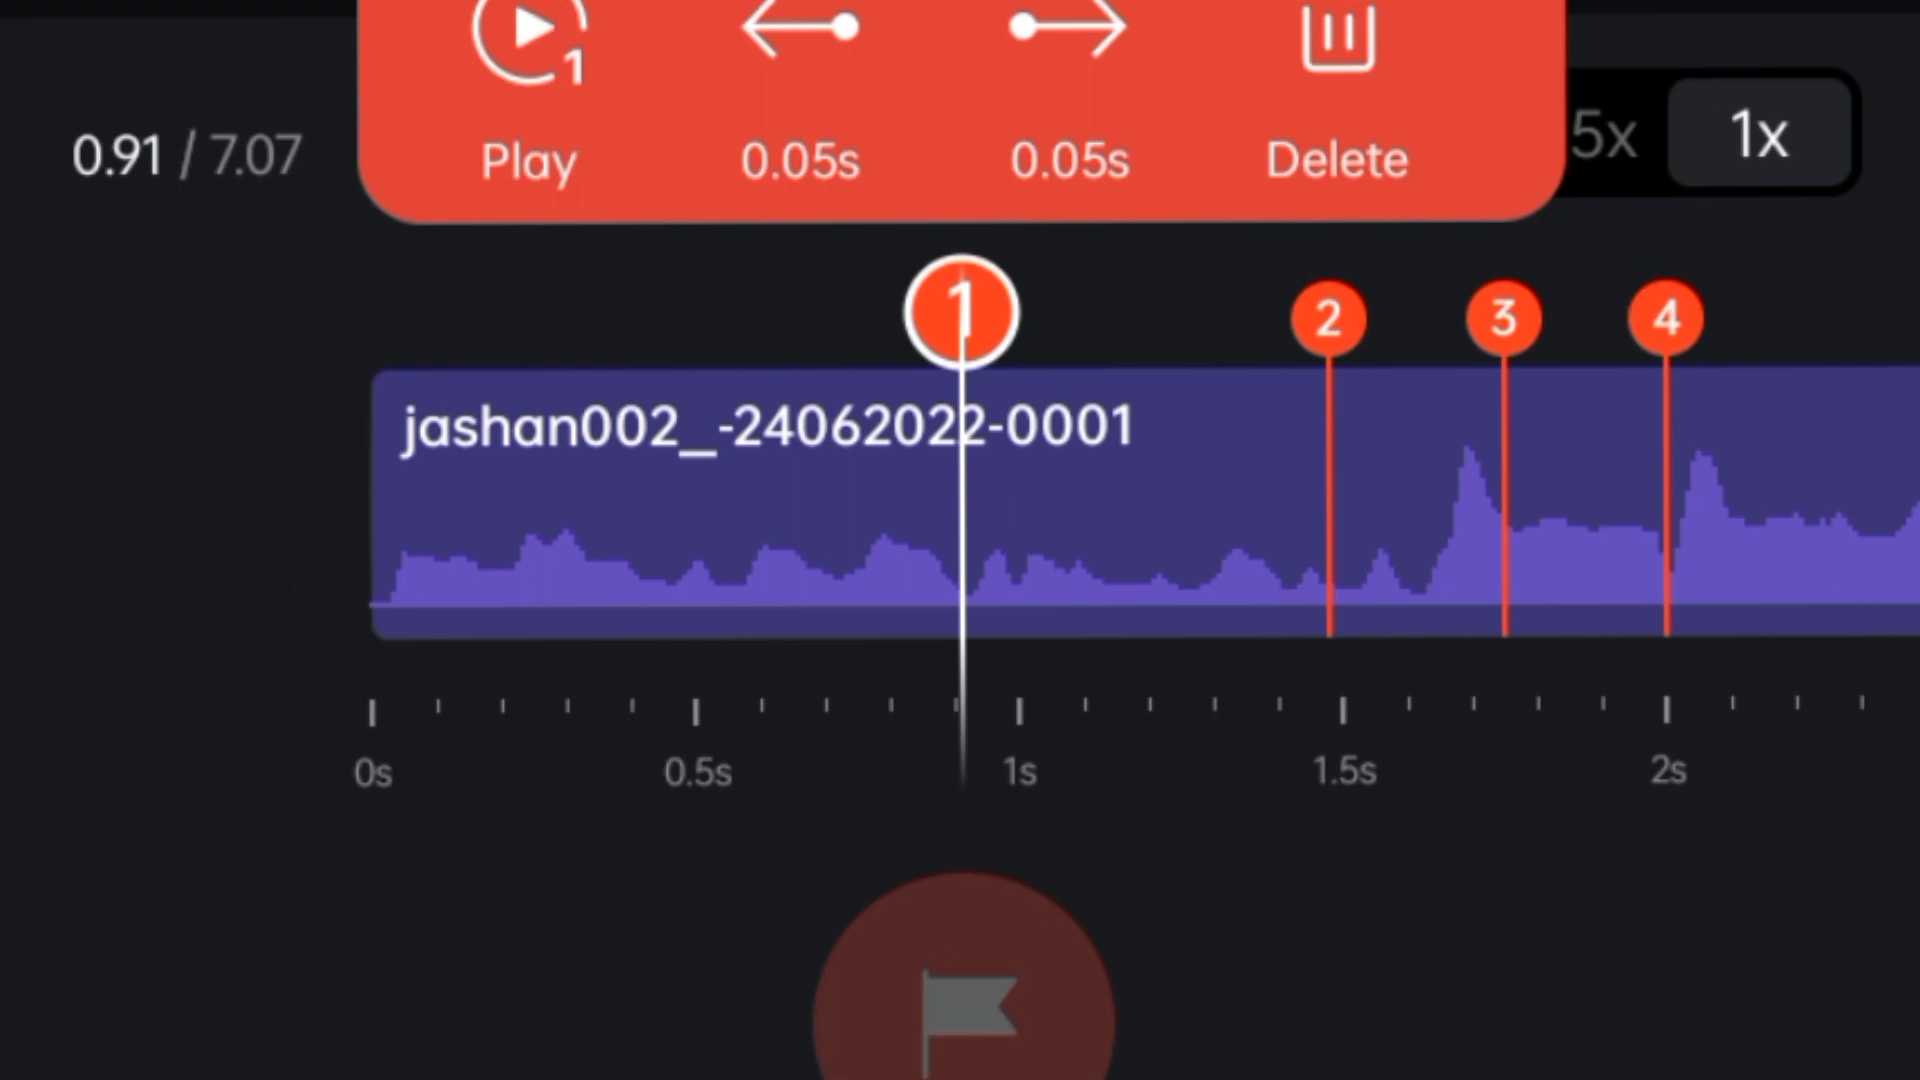 1
0.91 / 7.07
Play
0.05s
0.05s
Delete
5x
1x
1
2
3
4
jashan002_-24062022-0001
0s
0.5s
1s
1.5s
2s